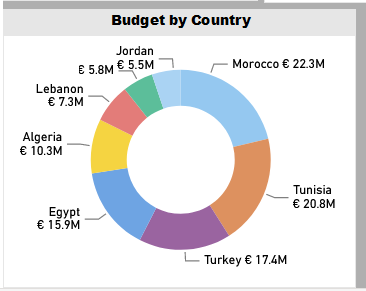 Budget by Country
Jordan
€ 5.5M
€ 5.8M
Morocco € 22.3M
Lebanon
€ 7.3M
Algeria
€ 10.3M
Tunisia
€ 20.8M
Egypt
€ 15.9M
Turkey € 17.4M